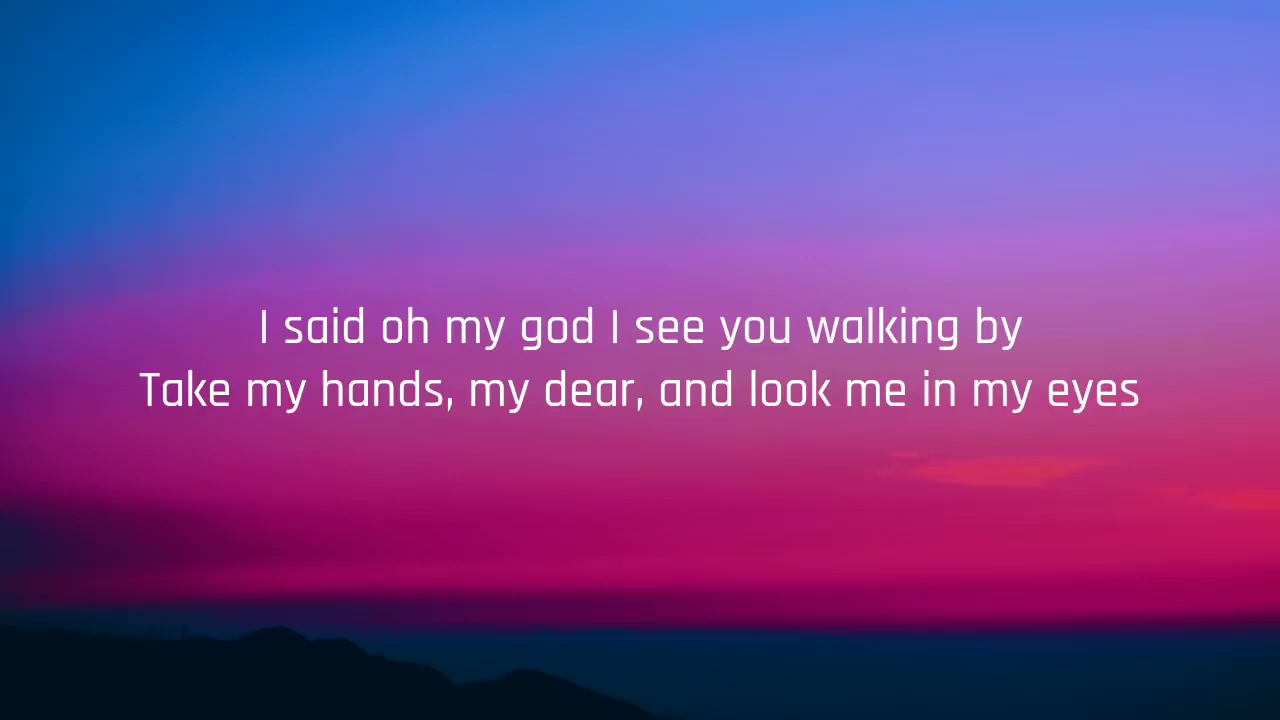 I said oh my god I see you walking by
Take my hands, my dear, and look me in my eyes